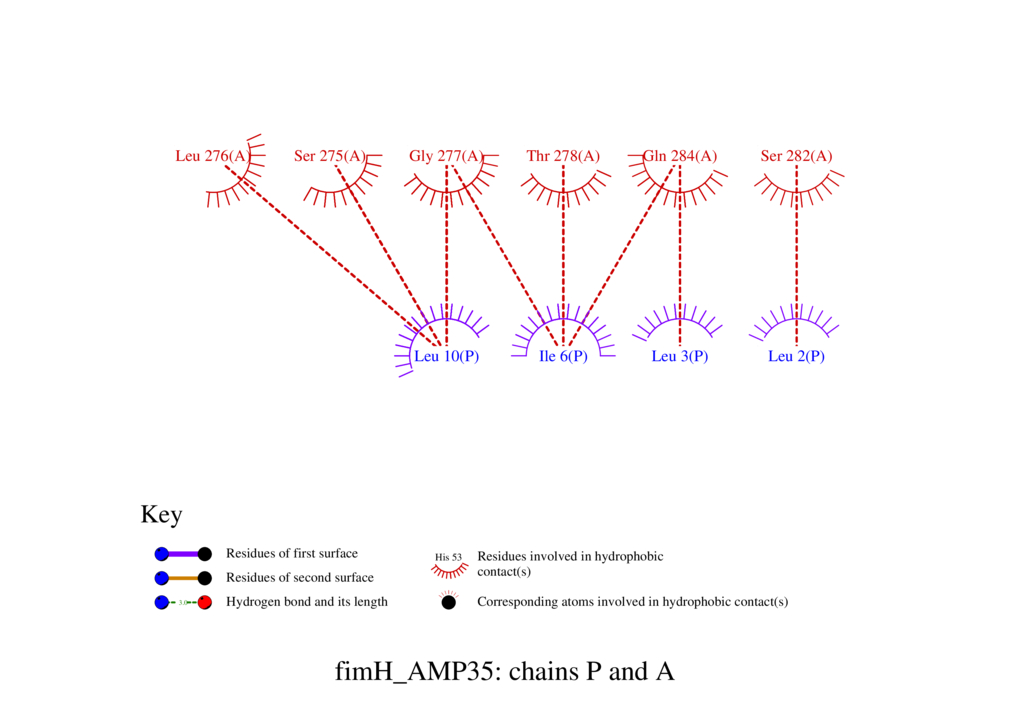 Leu 276(A) Ser 275(A) Gly 277(A) Thr 278(A) Gln 284(A) Ser 282(A)
Leu 10(P) Ile 6(P) Leu 3(P) Leu 2(P)
Key
Residues of first surface
Residues of second surface
3.0 Hydrogen bond and its length
His 53 Residues involved in hydrophobic
contact(s)
Corresponding atoms involved in hydrophobic contact(s)
fimH_AMP35: chains P and A